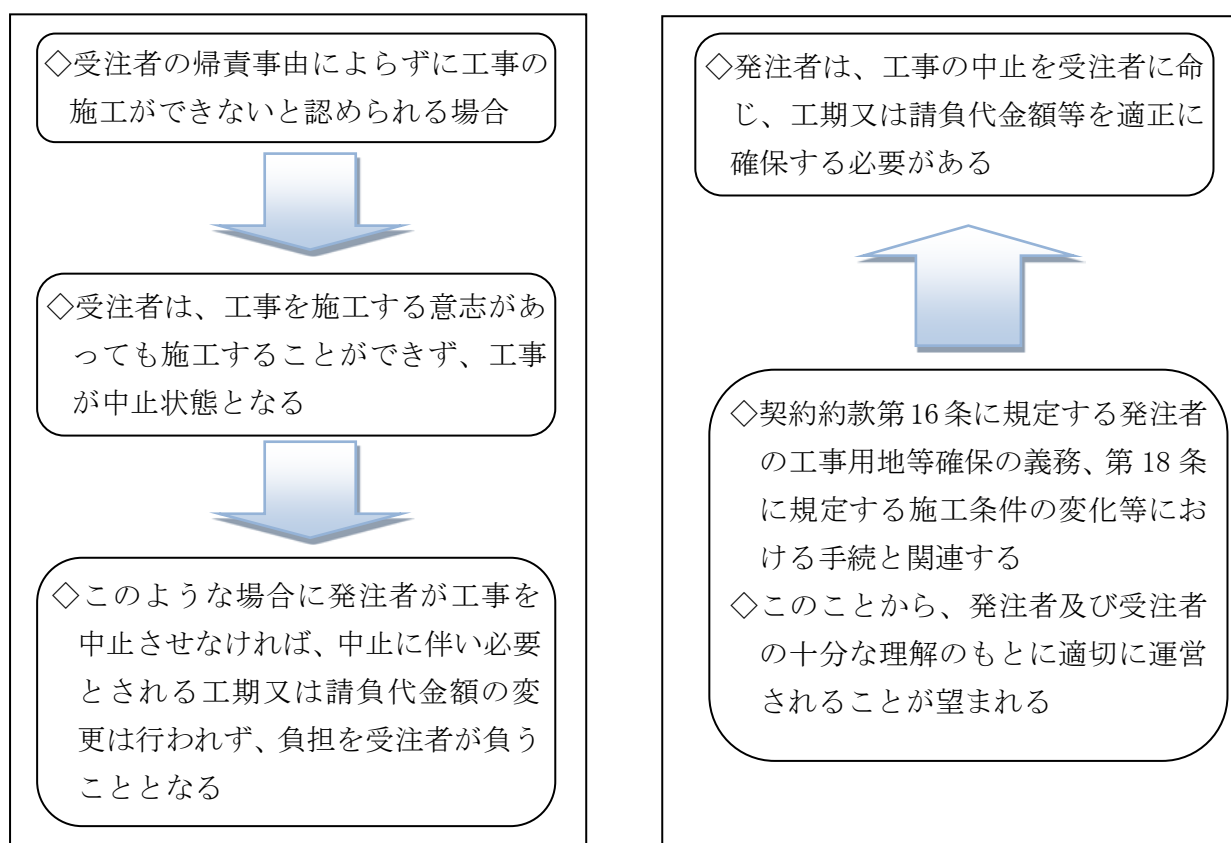 ◇受注者の帰責事由によらずに工事の
施工ができないと認められる場合
◇受注者は、工事を施工する意志があ
っても施工することができず、工事
が中止状態となる
◇このような場合に発注者が工事を
中止させなければ、中止に伴い必要
とされる工期又は請負代金額の変
更は行われず、負担を受注者が負う
こととなる
◇発注者は、工事の中止を受注者に命
じ、工期又は請負代金額等を適正に
確保する必要がある
◇契約約款第16条に規定する発注者
の工事用地等確保の義務、第 18 条
に規定する施工条件の変化等にお
ける手続と関連する
◇このことから、発注者及び受注者
の十分な理解のもとに適切に運営
されることが望まれる